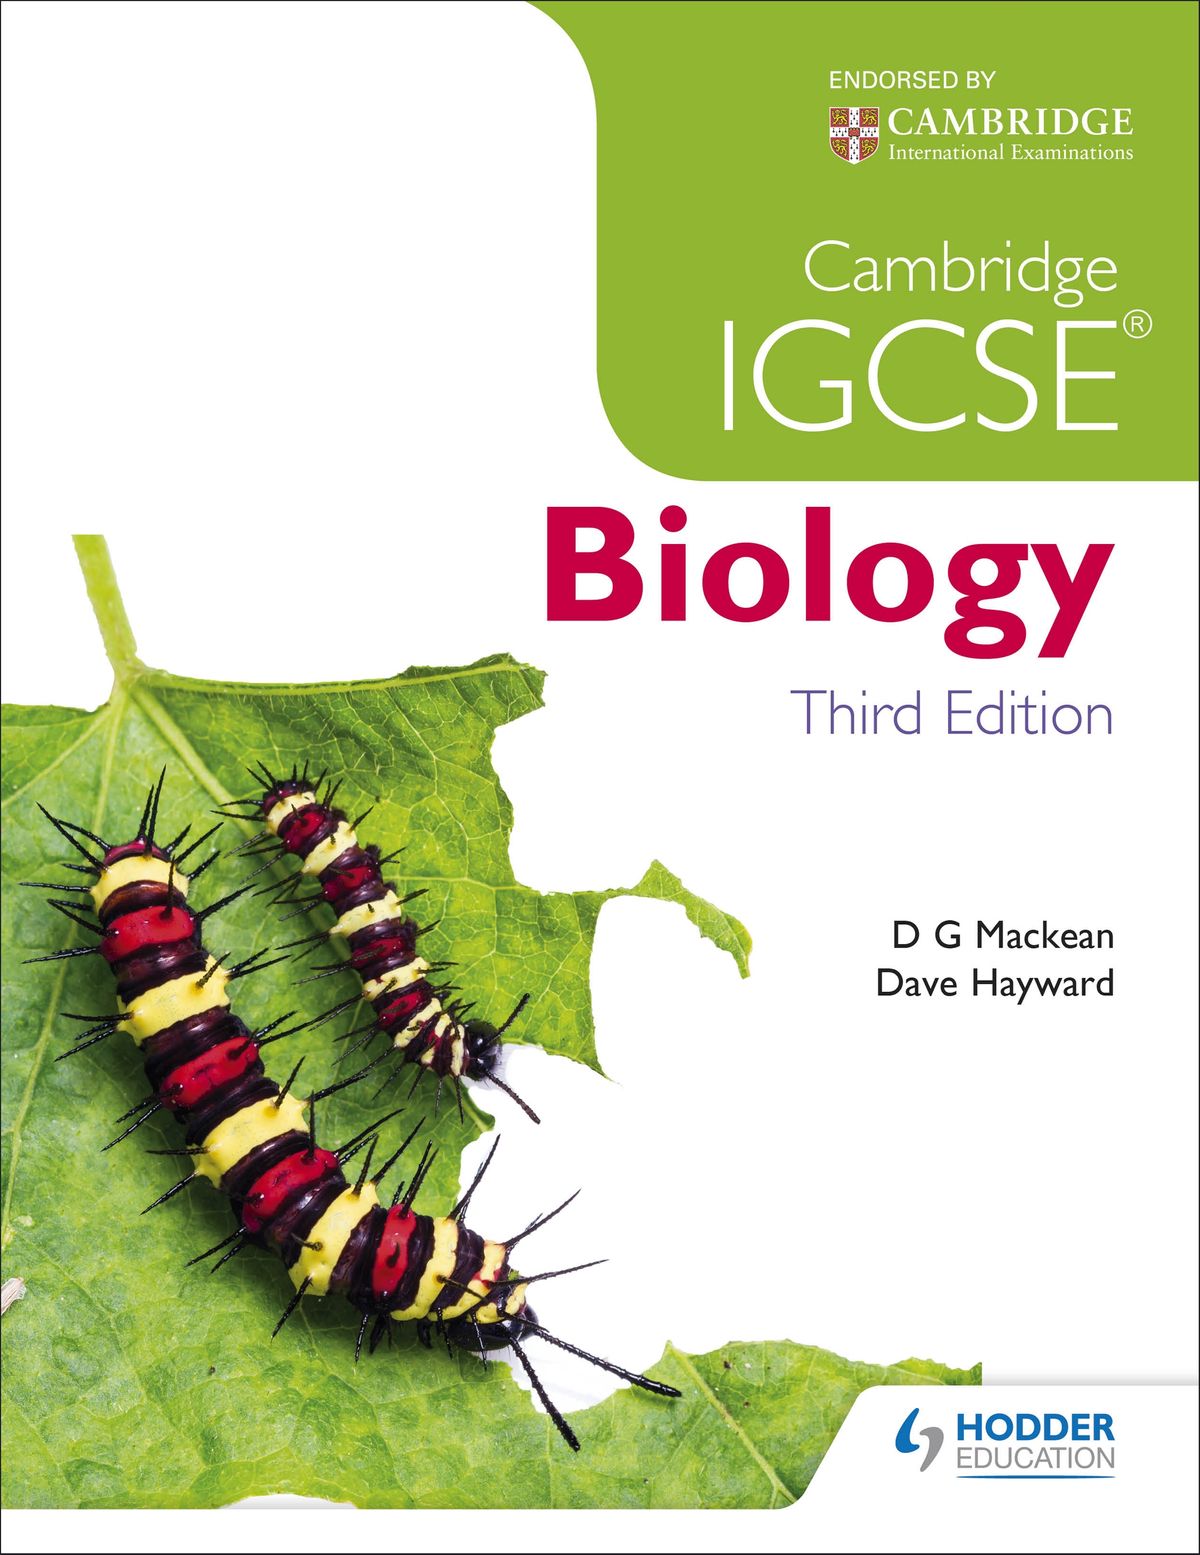 ENDORSED BY
CAMBRIDGE
International Examinations
Cambridge
IGCSE®
Biology
Third Edition
D G Mackean
Dave Hayward
HODDER
EDUCATION